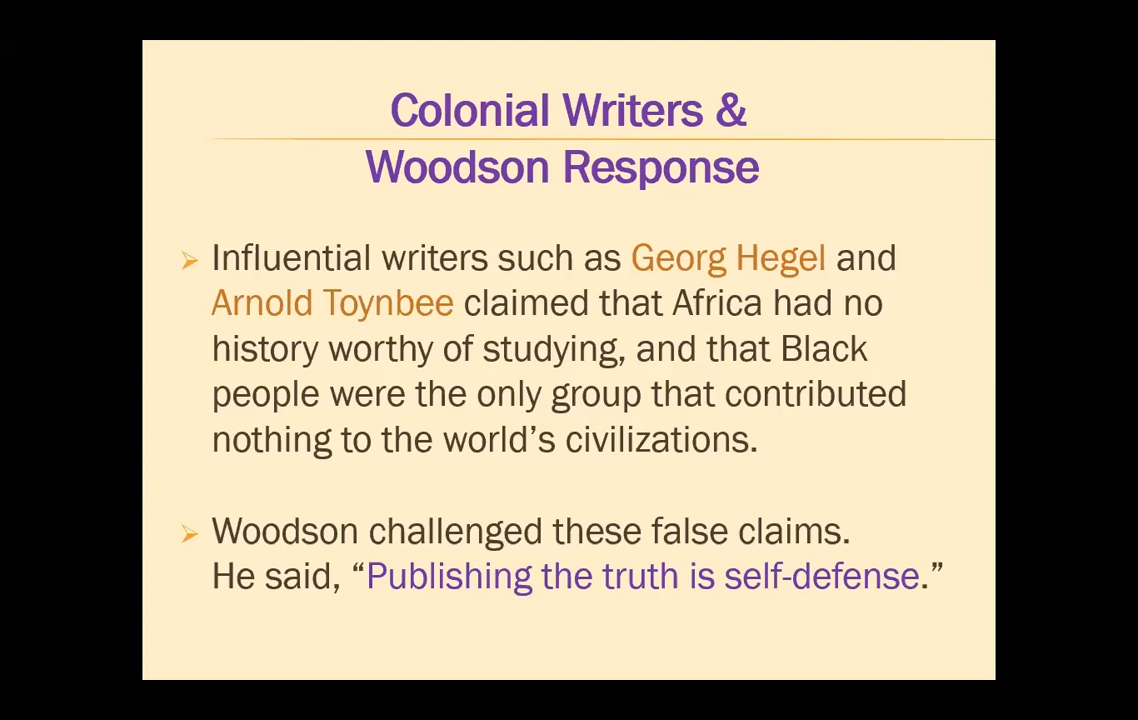 Colonial Writers &
Woodson Response
Influential writers such as Georg Hegel and
Arnold Toynbee claimed that Africa had no
history worthy of studying, and that Black
people were the only group that contributed
nothing to the world’s civilizations.
Woodson challenged these false claims.
He said, “Publishing the truth is self-defense.”